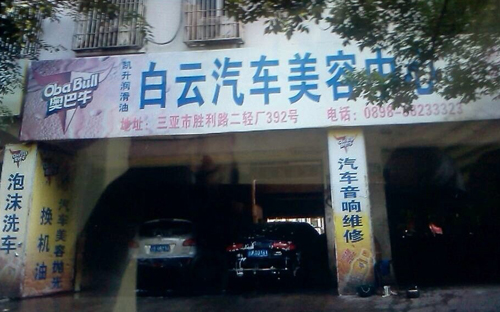 Oba Bull
奥巴牛
凯升润滑油
白云汽车美容中心
地址：三亚市胜利路二轻厂392号
电话：0898-88233323
泡沫洗车
换机油
汽车美容抛光
汽车音响维修